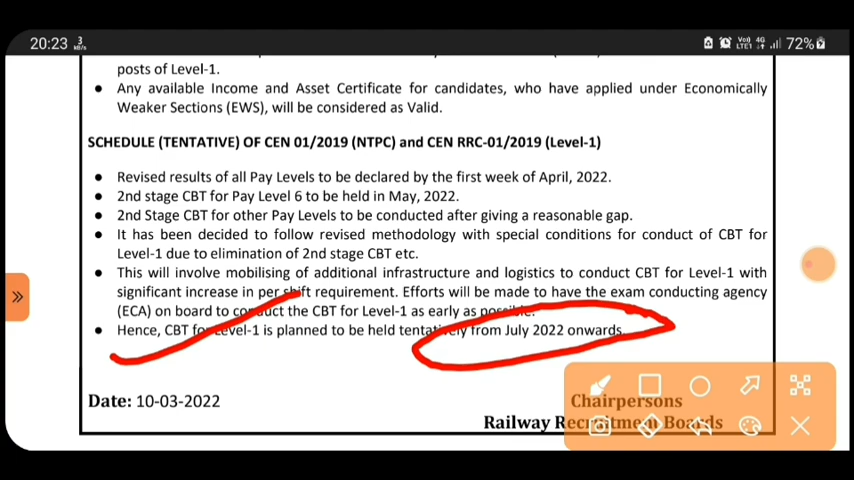 20:23 3 KB/s Vo) LTE1 4G 72%
posts of Level-1.
• Any available Income and Asset Certificate for candidates, who have applied under Economically
Weaker Sections (EWS), will be considered as Valid.
SCHEDULE (TENTATIVE) OF CEN 01/2019 (NTPC) and CEN RRC-01/2019 (Level-1)
• Revised results of all Pay Levels to be declared by the first week of April, 2022.
• 2nd stage CBT for Pay Level 6 to be held in May, 2022.
• 2nd Stage CBT for other Pay Levels to be conducted after giving a reasonable gap.
• It has been decided to follow revised methodology with special conditions for conduct of CBT for
Level-1 due to elimination of 2nd stage CBT etc.
• This will involve mobilising of additional infrastructure and logistics to conduct CBT for Level-1 with
significant increase in per shift requirement. Efforts will be made to have the exam conducting agency
(ECA) on board to conduct the CBT for Level-1 as early as possible.
• Hence, CBT for Level-1 is planned to be held tentatively from July 2022 onwards.
Date: 10-03-2022 Chairpersons
Railway Recruitment Boards